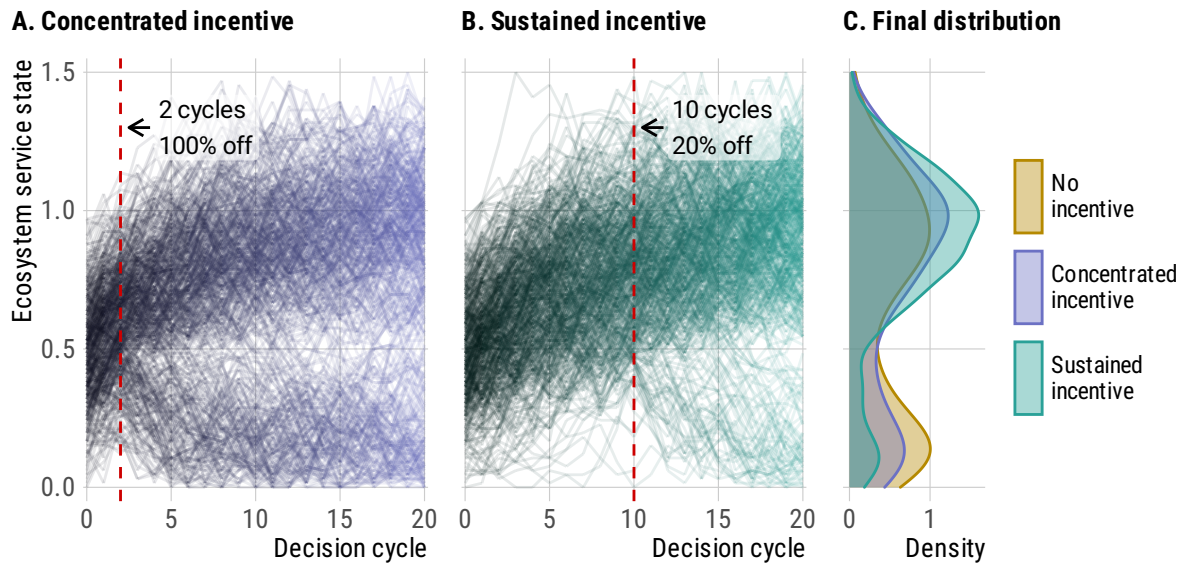 A. Concentrated incentive
B. Sustained incentive
C. Final distribution
Ecosystem service state
1.5
1.0
0.5
0.0
2 cycles
100% off
10 cycles
20% off
0
5
10
15
20
Decision cycle
0
5
10
15
20
Decision cycle
0
1
Density
No
incentive
Concentrated
incentive
Sustained
incentive